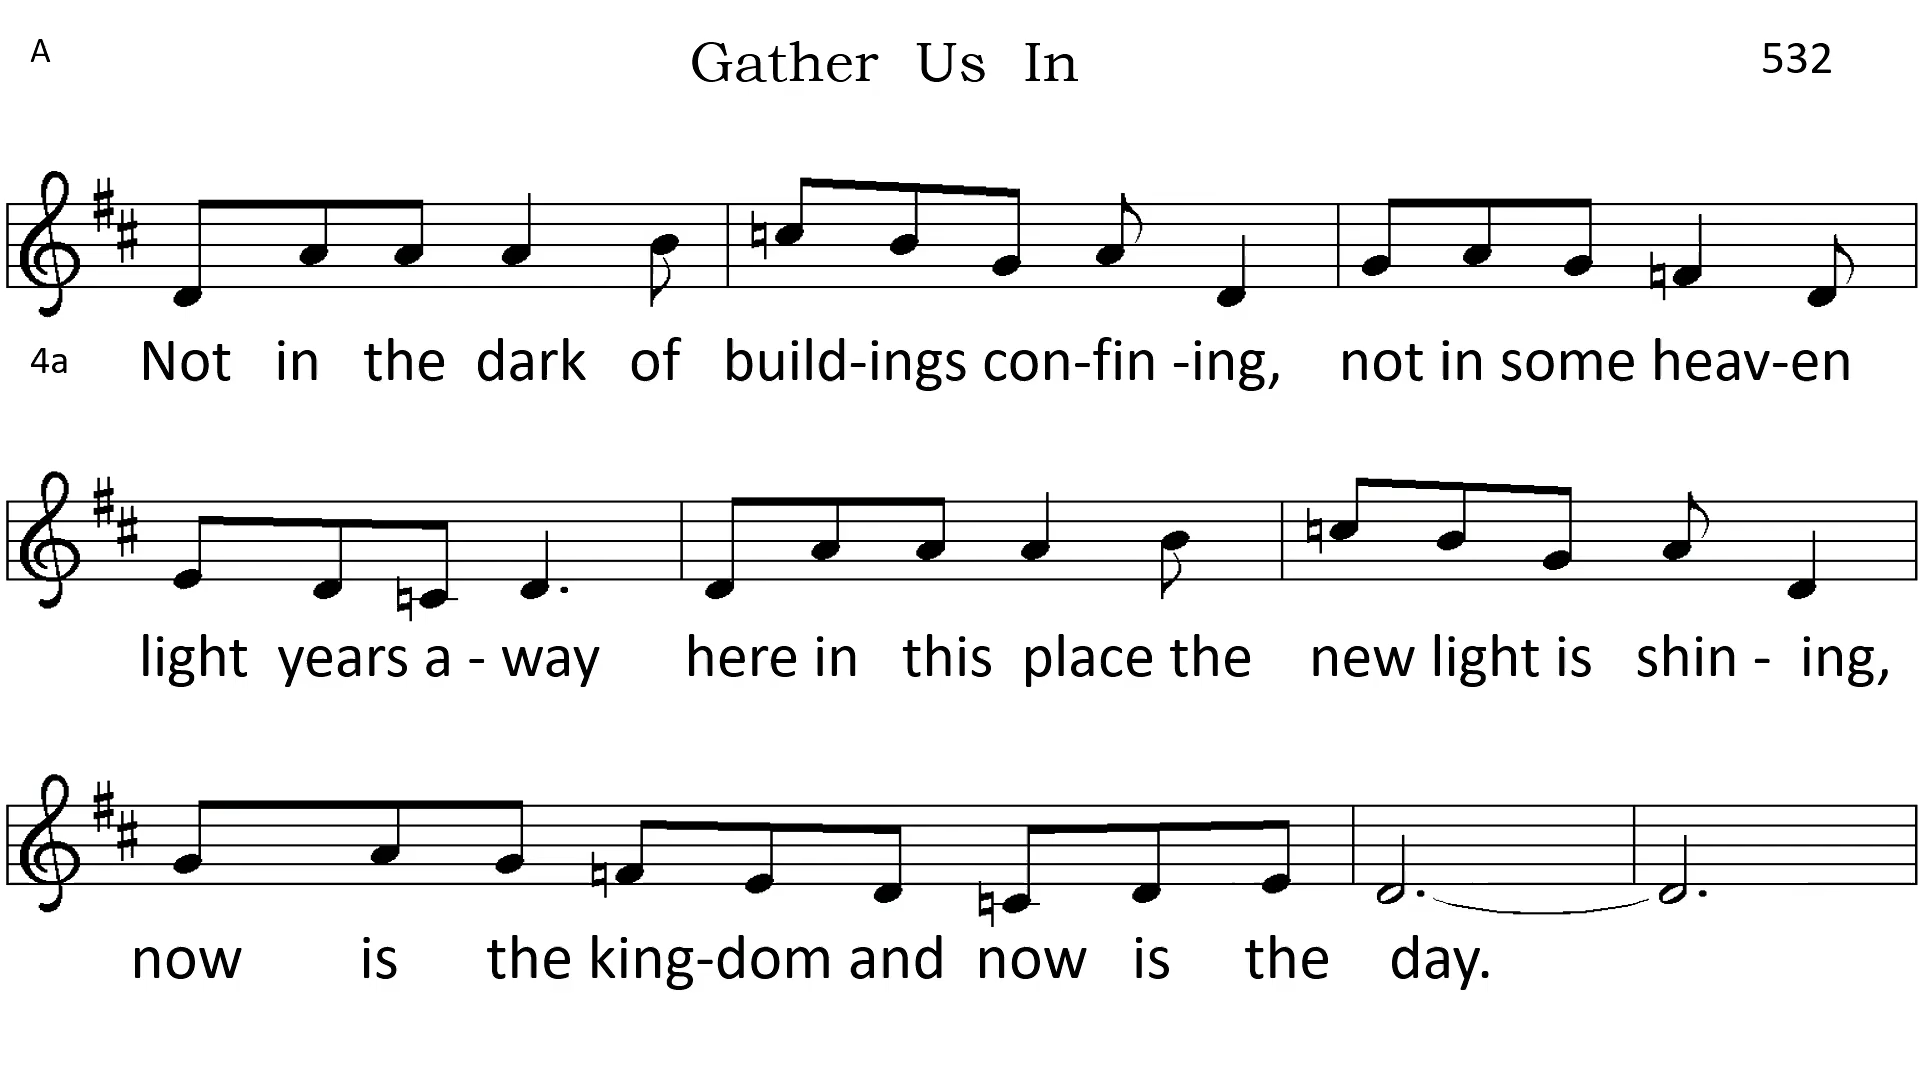 A Gather Us In 532
4a Not in the dark of build-ings con-fin -ing, not in some heav-en
light years a - way here in this place the new light is shin - ing,
now is the king-dom and now is the day.